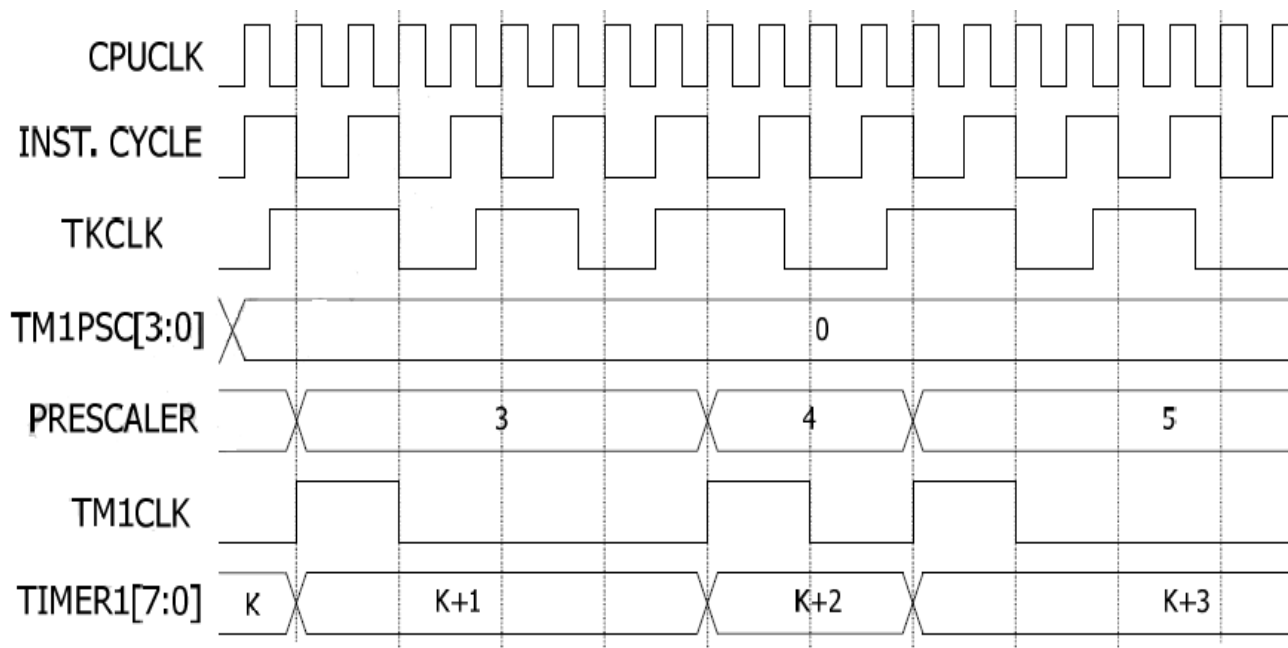 CPUCLK
INST. CYCLE
TKCLK
TM1PSC[3:0] 0
PRESCALER 3 4 5
TM1CLK
TIMER1[7:0] K K+1 K+2 K+3